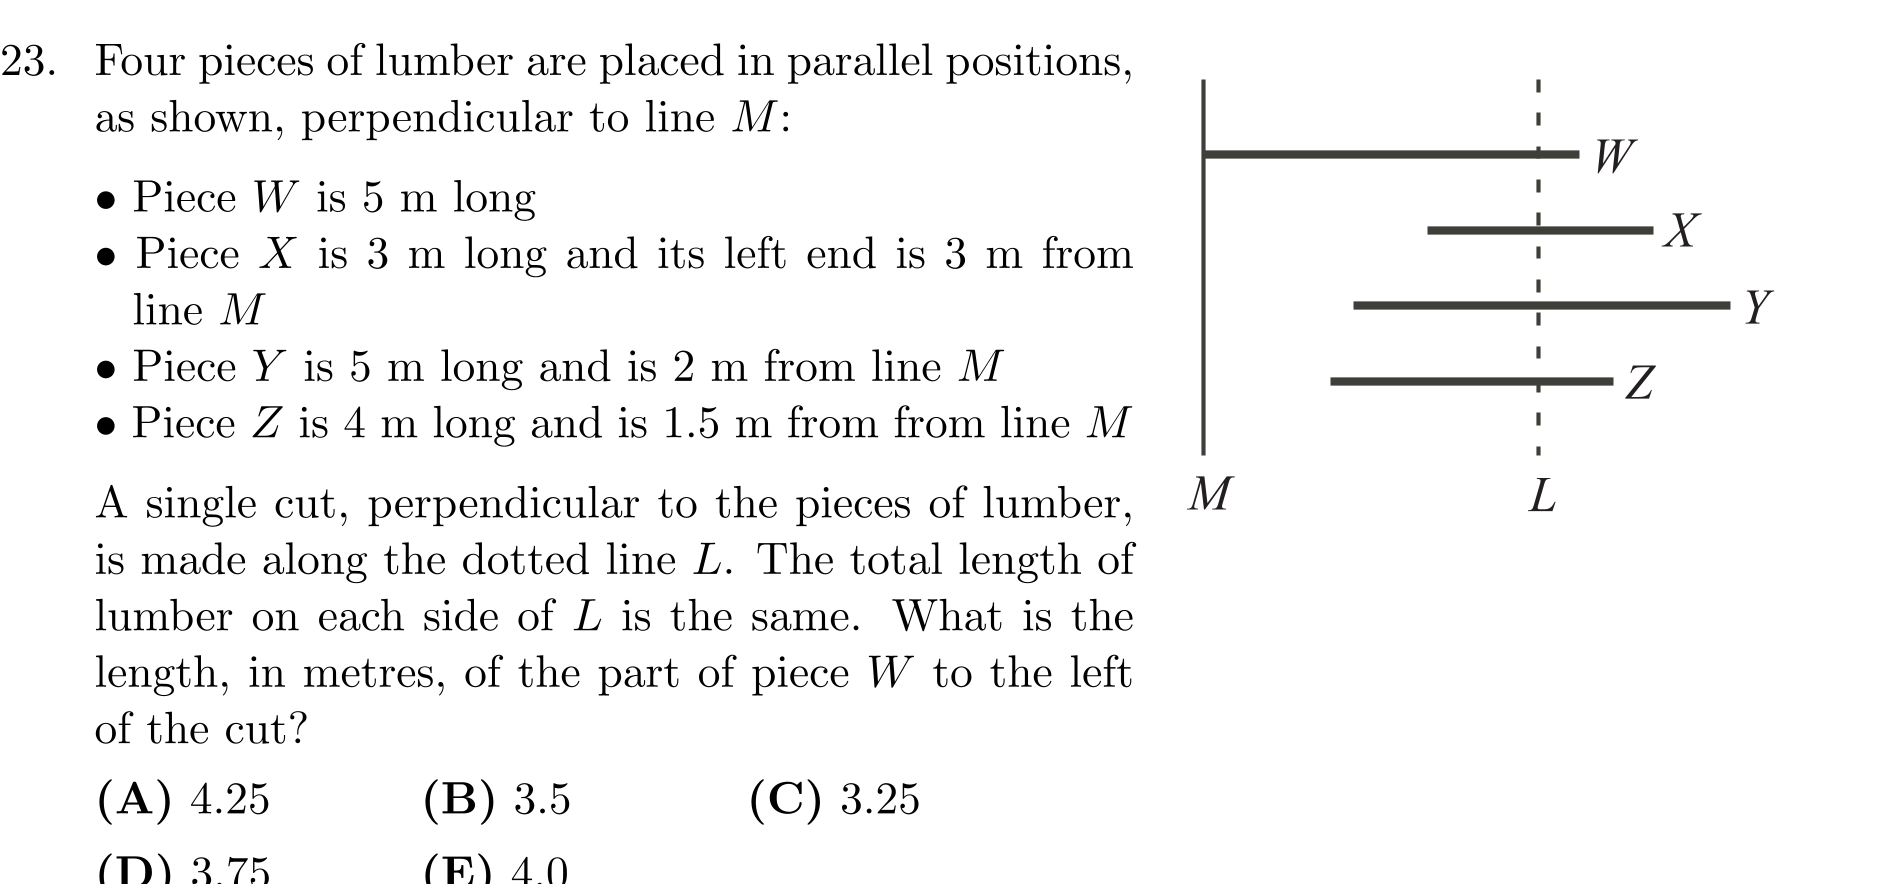 23. Four pieces of lumber are placed in parallel positions,
as shown, perpendicular to line M:
• Piece W is 5 m long
• Piece X is 3 m long and its left end is 3 m from
line M
• Piece Y is 5 m long and is 2 m from line M
• Piece Z is 4 m long and is 1.5 m from from line M
A single cut, perpendicular to the pieces of lumber,
is made along the dotted line L. The total length of
lumber on each side of L is the same. What is the
length, in metres, of the part of piece W to the left
of the cut?
(A) 4.25 (B) 3.5 (C) 3.25
(D) 3.75 (E) 4.0
W
X
Y
Z
M L